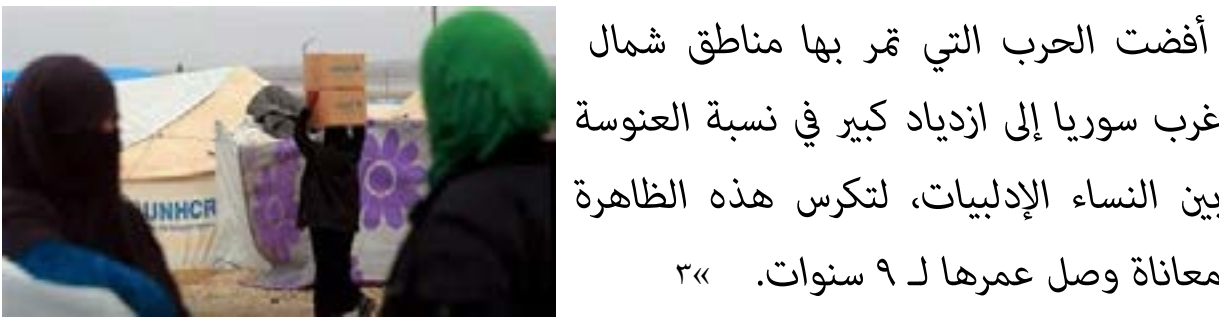 أفضت الحرب التي تمر بها مناطق شمال
غرب سوريا إلى ازدياد كبير في نسبة العنوسة
بين النساء الإدلبيات، لتكرس هذه الظاهرة
معاناة وصل عمرها لـ ٩ سنوات. »٣
UNHCR